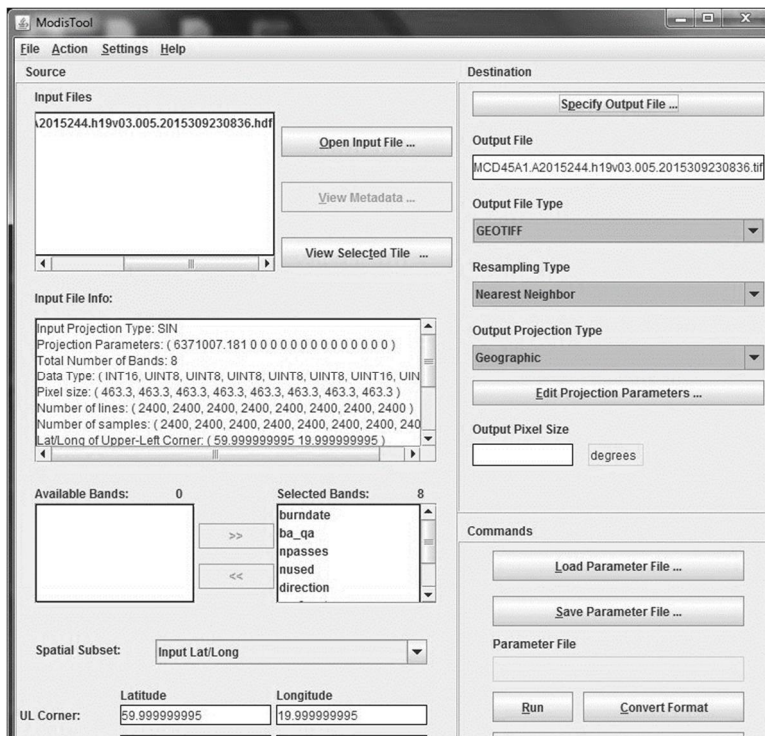 ModisTool
File Action Settings Help
Source
Input Files
\2015244.h19v03.005.2015309230836.hdf
Open Input File ...
View Metadata ...
View Selected Tile ...
Input File Info:
Input Projection Type: SIN
Projection Parameters: ( 6371007.181 0 0 0 0 0 0 0 0 0 0 0 0 0 0 )
Total Number of Bands: 8
Data Type: ( INT16, UINT8, UINT8, UINT8, UINT8, UINT8, UINT16, UIN
Pixel size: ( 463.3, 463.3, 463.3, 463.3, 463.3, 463.3, 463.3, 463.3 )
Number of lines: ( 2400, 2400, 2400, 2400, 2400, 2400, 2400, 2400 )
Number of samples: ( 2400, 2400, 2400, 2400, 2400, 2400, 2400, 240
Lat/Long of Upper-Left Corner: ( 59.999999995 19.999999995 )
Available Bands: 0
Selected Bands: 8
>>
<<
burndate
ba_qa
npasses
nused
direction
Spatial Subset:
Input Lat/Long
Latitude Longitude
UL Corner: 59.999999995 19.999999995
Destination
Specify Output File ...
Output File
MCD45A1.A2015244.h19v03.005.2015309230836.tif
Output File Type
GEOTIFF
Resampling Type
Nearest Neighbor
Output Projection Type
Geographic
Edit Projection Parameters ...
Output Pixel Size
degrees
Commands
Load Parameter File ...
Save Parameter File ...
Parameter File
Run
Convert Format